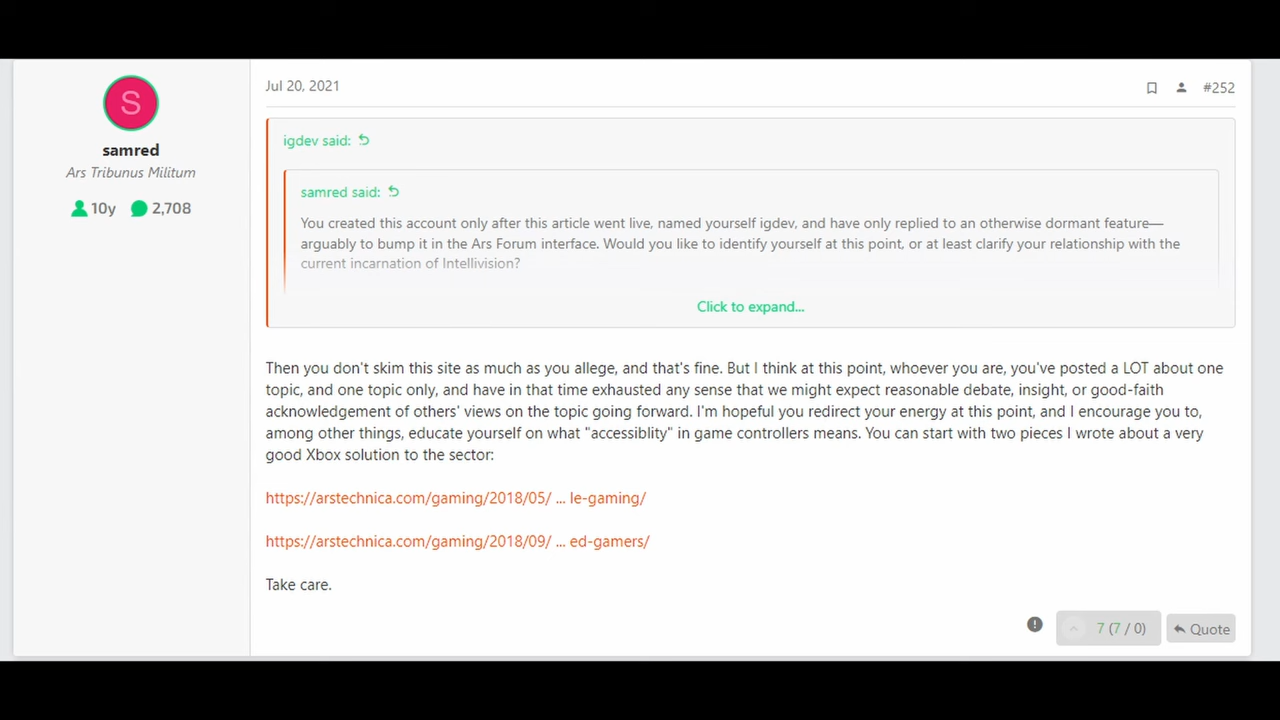 S
samred
Ars Tribunus Militum
10y 2,708
Jul 20, 2021
#252
igdev said:
samred said:
You created this account only after this article went live, named yourself igdev, and have only replied to an otherwise dormant feature—
arguably to bump it in the Ars Forum interface. Would you like to identify yourself at this point, or at least clarify your relationship with the
current incarnation of Intellivision?
Click to expand...
Then you don't skim this site as much as you allege, and that's fine. But I think at this point, whoever you are, you've posted a LOT about one
topic, and one topic only, and have in that time exhausted any sense that we might expect reasonable debate, insight, or good-faith
acknowledgement of others' views on the topic going forward. I'm hopeful you redirect your energy at this point, and I encourage you to,
among other things, educate yourself on what "accessiblity" in game controllers means. You can start with two pieces I wrote about a very
good Xbox solution to the sector:
https://arstechnica.com/gaming/2018/05/ ... le-gaming/
https://arstechnica.com/gaming/2018/09/ ... ed-gamers/
Take care.
7 (7 / 0)
Quote